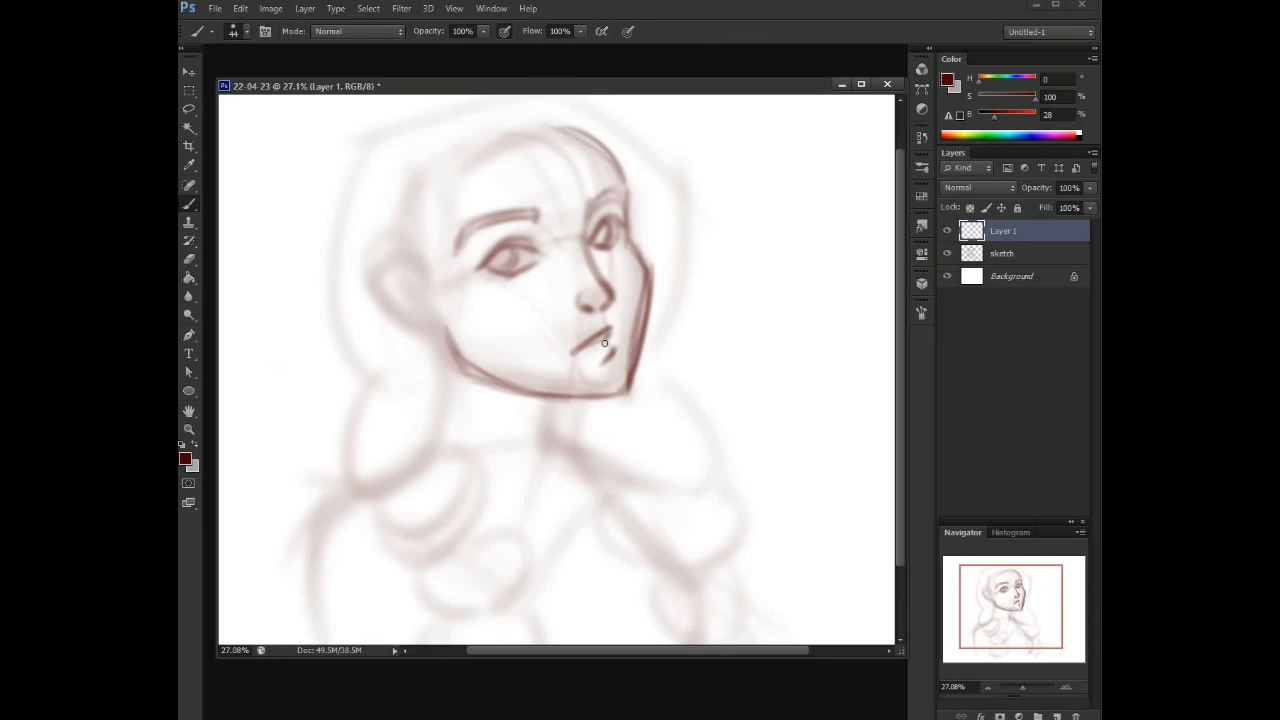 Ps File Edit Image Layer Type Select Filter 3D View Window Help
44 Mode: Normal Opacity: 100% Flow: 100% Untitled-1
22-04-23 @ 27.1% (Layer 1, RGB/8) *
Color
H 0 °
S 100 %
B 28 %
Layers
Kind
Normal Opacity: 100%
Lock: Fill: 100%
Layer 1
sketch
Background
Navigator Histogram
27.08% Doc: 49.5M/38.5M
27.08%